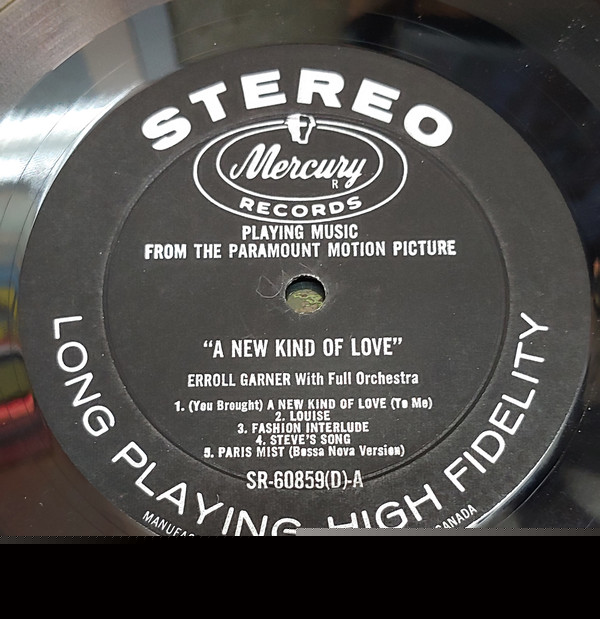 STEREO
Mercury
R
RECORDS
PLAYING MUSIC
FROM THE PARAMOUNT MOTION PICTURE
"A NEW KIND OF LOVE"
ERROLL GARNER With Full Orchestra
1. (You Brought) A NEW KIND OF LOVE (To Me)
2. LOUISE
3. FASHION INTERLUDE
4. STEVE'S SONG
5. PARIS MIST (Bossa Nova Version)
SR-60859(D)-A
LONG PLAYING HIGH FIDELITY
CANADA